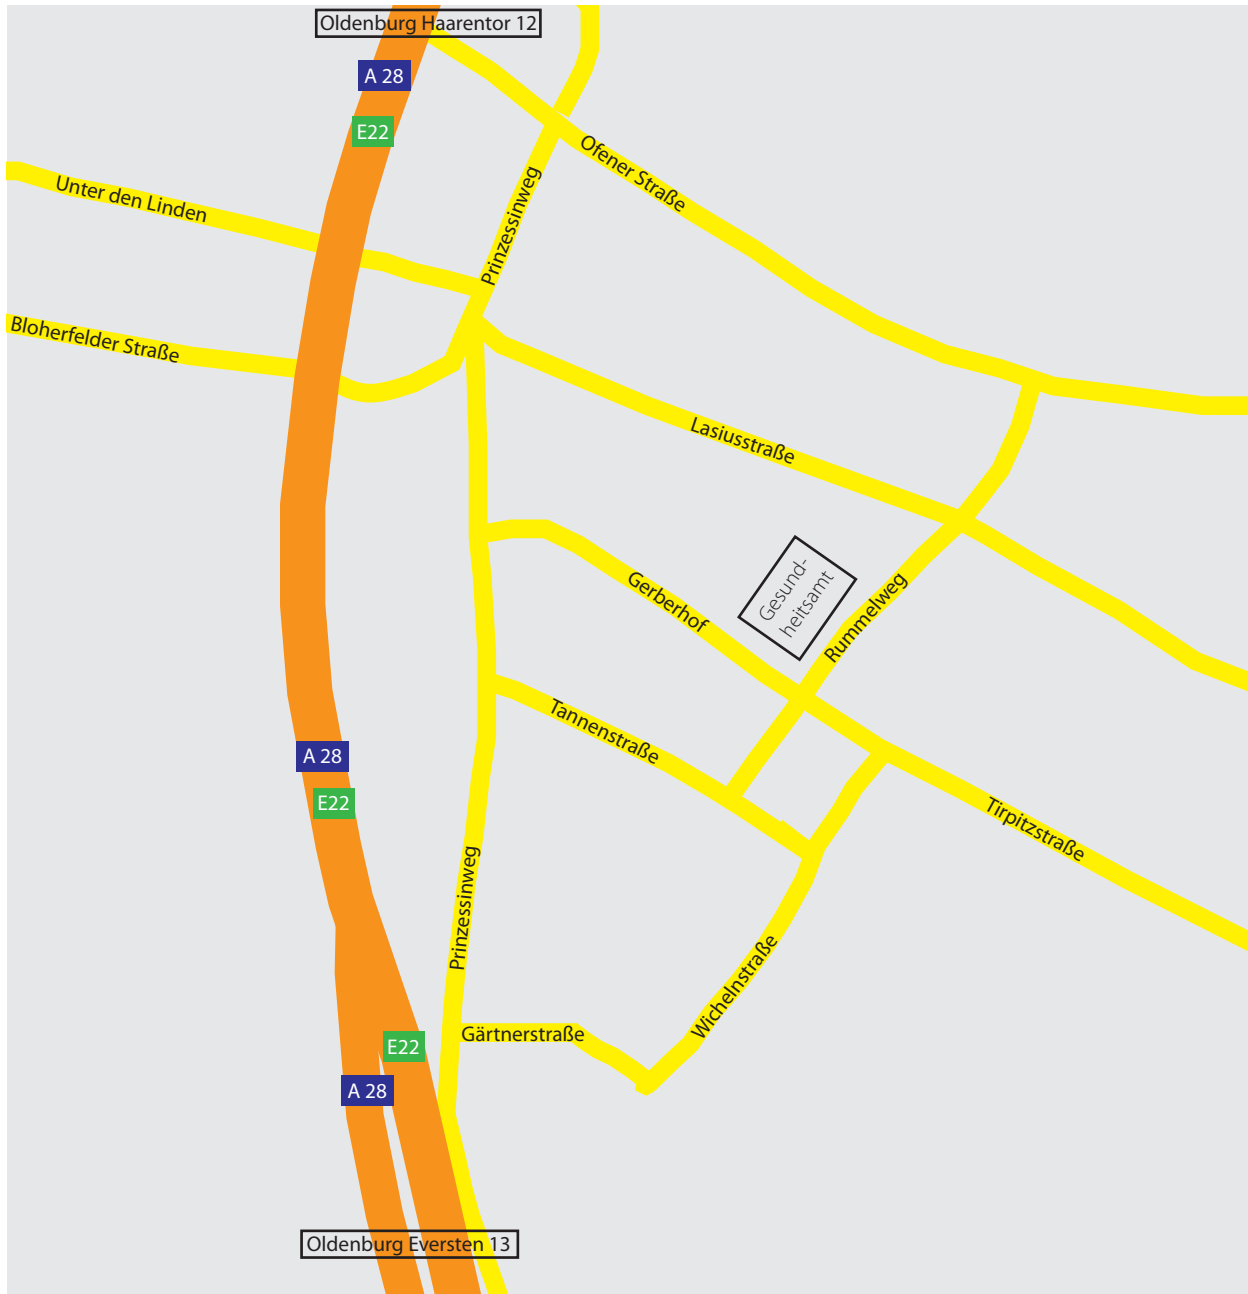 Oldenburg Haarentor 12
A 28
E22
Ofener Straße
Unter den Linden
Prinzessinweg
Bloherfelder Straße
Lasiusstraße
Gesund-
heitsamt
Gerberhof
Rummelweg
Tannenstraße
A 28
E22
Tirpitzstraße
Prinzessinweg
Wichelnstraße
Gärtnerstraße
E22
A 28
Oldenburg Eversten 13